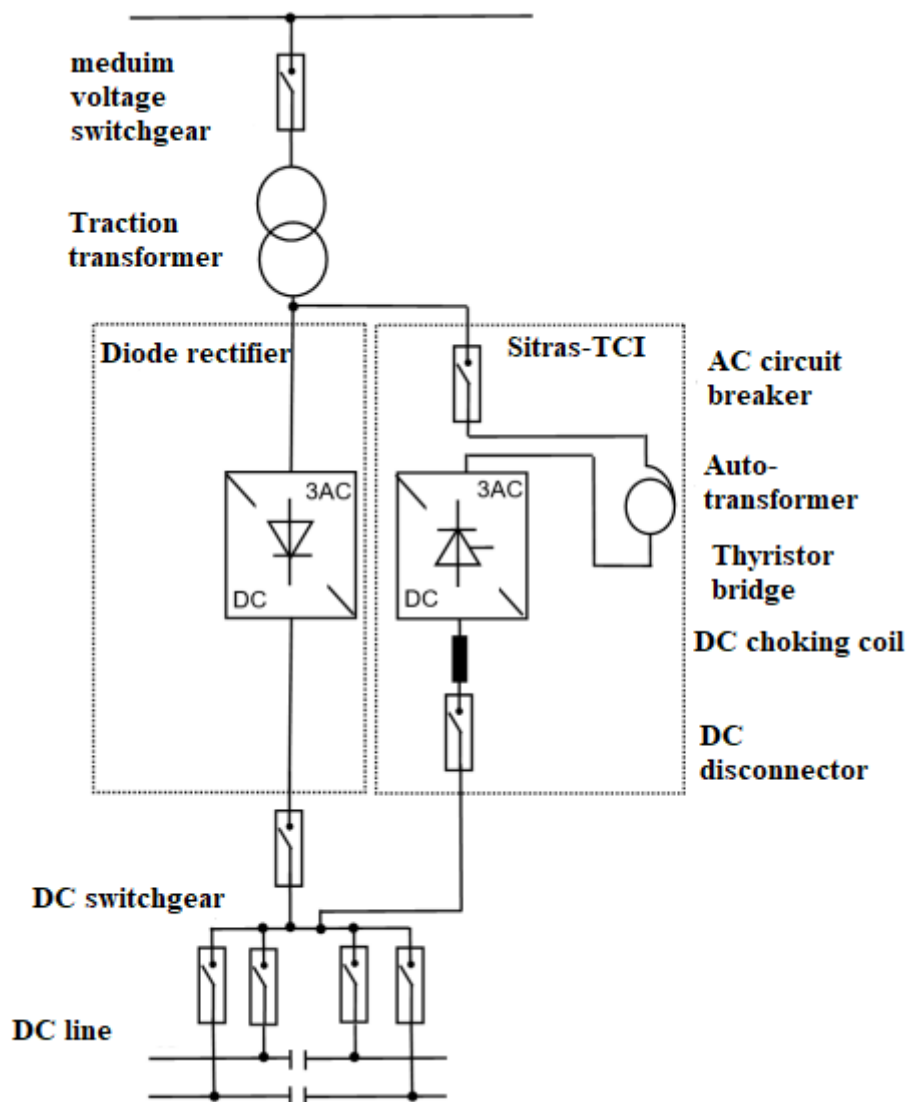 meduim
voltage
switchgear
Traction
transformer
Diode rectifier
Sitras-TCI
AC circuit
breaker
3AC
DC
3AC
DC
Auto-
transformer
Thyristor
bridge
DC choking coil
DC
disconnector
DC switchgear
DC line